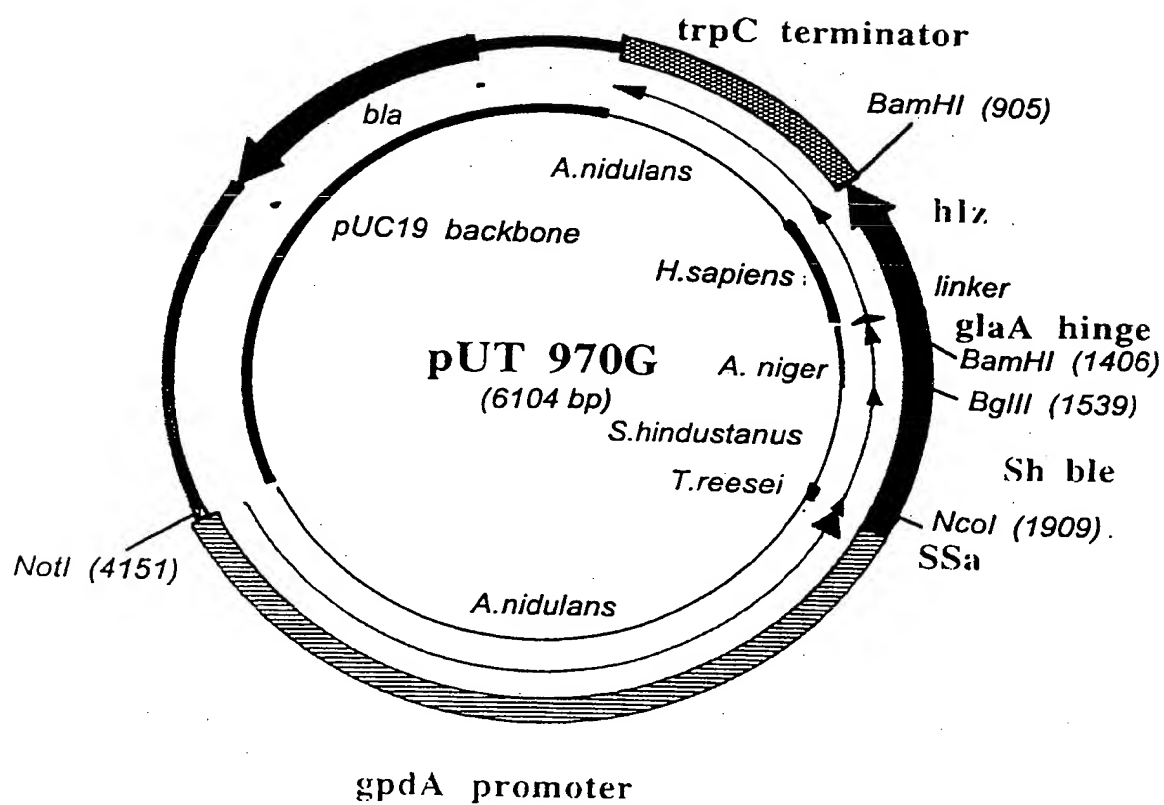 trpC terminator
BamHI (905)
bla
A.nidulans
hlz
pUC19 backbone
H.sapiens
linker
glaA hinge
pUT 970G
A. niger
BamHI (1406)
(6104 bp)
BglII (1539)
S.hindustanus
Sh ble
T.reesei
NcoI (1909)
SSa
NotI (4151)
A.nidulans
gpdA promoter